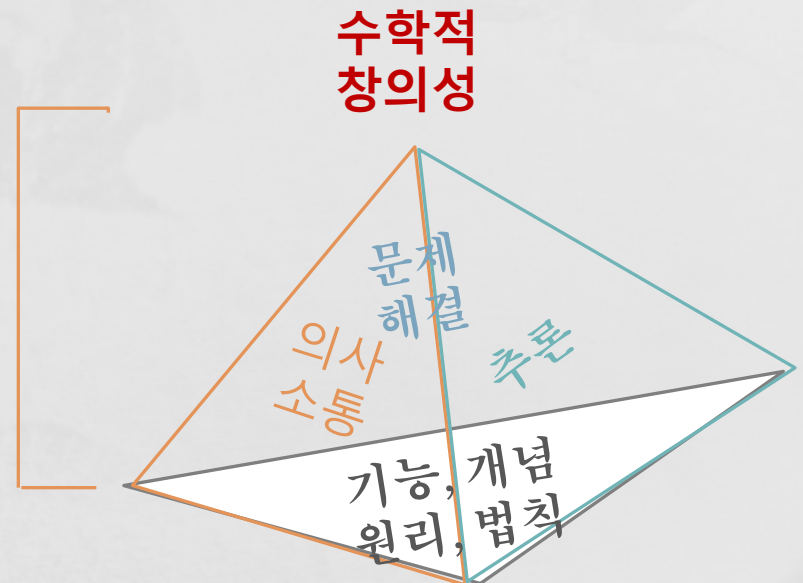 수학적
창의성
문제
해결
의사
소통
추론
기능, 개념
원리, 법칙